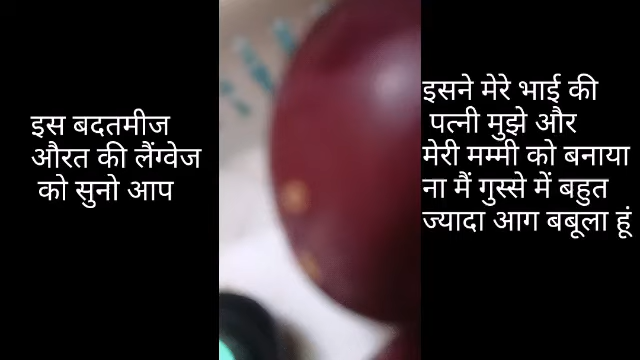 इस बदतमीज
औरत की लैंग्वेज
को सुनो आप
इसने मेरे भाई की
पत्नी मुझे और
मेरी मम्मी को बनाया
ना मैं गुस्से में बहुत
ज्यादा आग बबूला हूं